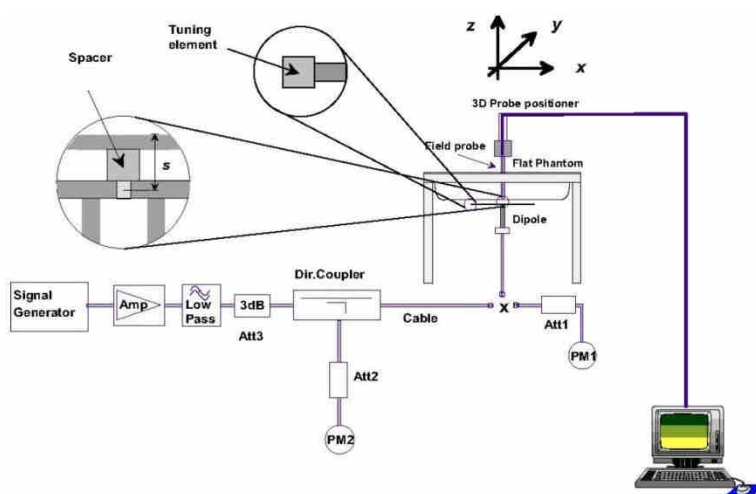 Tuning
element
Spacer
s
z
y
x
3D Probe positioner
Field probe
Flat Phantom
Dipole
Dir.Coupler
Signal
Generator
Amp
Low
Pass
3dB
Att3
Cable
x
Att1
PM1
Att2
PM2